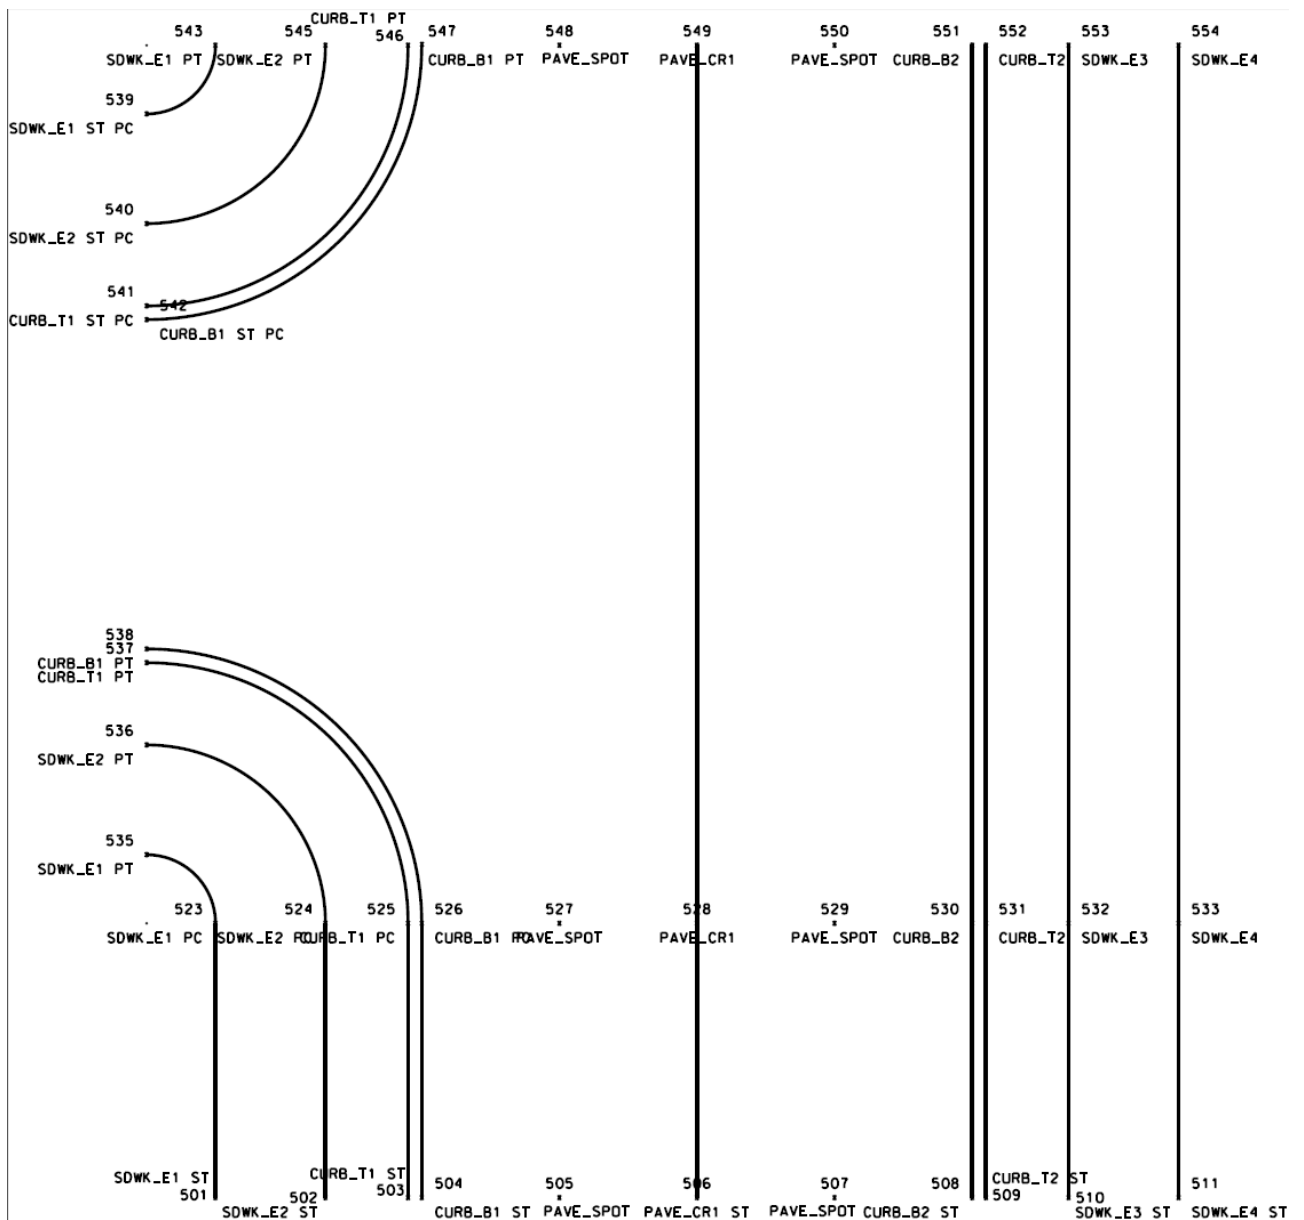 CURB_T1 PT
543 545 546 547 548 549 550 551 552 553 554
SDWK_E1 PT SDWK_E2 PT CURB_B1 PT PAVE_SPOT PAVE_CR1 PAVE_SPOT CURB_B2 CURB_T2 SDWK_E3 SDWK_E4
539
SDWK_E1 ST PC
540
SDWK_E2 ST PC
541
542
CURB_T1 ST PC
CURB_B1 ST PC
538
537
CURB_B1 PT
CURB_T1 PT
536
SDWK_E2 PT
535
SDWK_E1 PT
523 524 525 526 527 528 529 530 531 532 533
SDWK_E1 PC SDWK_E2 PC CURB_T1 PC CURB_B1 PC PAVE_SPOT PAVE_CR1 PAVE_SPOT CURB_B2 CURB_T2 SDWK_E3 SDWK_E4
SDWK_E1 ST CURB_T1 ST CURB_T2 ST
501 502 503 504 505 506 507 508 509 510 511
SDWK_E2 ST CURB_B1 ST PAVE_SPOT PAVE_CR1 ST PAVE_SPOT CURB_B2 ST SDWK_E3 ST SDWK_E4 ST